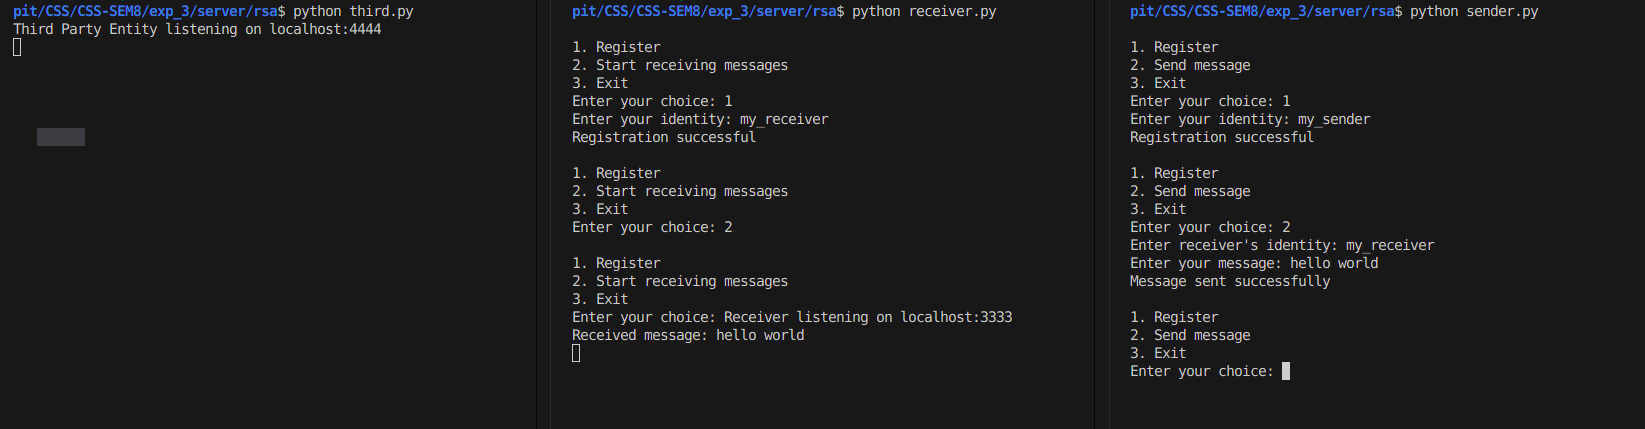 pit/CSS/CSS-SEM8/exp_3/server/rsa$ python third.py
Third Party Entity listening on localhost:4444
pit/CSS/CSS-SEM8/exp_3/server/rsa$ python receiver.py
1. Register
2. Start receiving messages
3. Exit
Enter your choice: 1
Enter your identity: my_receiver
Registration successful
1. Register
2. Start receiving messages
3. Exit
Enter your choice: 2
1. Register
2. Start receiving messages
3. Exit
Enter your choice: Receiver listening on localhost:3333
Received message: hello world
pit/CSS/CSS-SEM8/exp_3/server/rsa$ python sender.py
1. Register
2. Send message
3. Exit
Enter your choice: 1
Enter your identity: my_sender
Registration successful
1. Register
2. Send message
3. Exit
Enter your choice: 2
Enter receiver's identity: my_receiver
Enter your message: hello world
Message sent successfully
1. Register
2. Send message
3. Exit
Enter your choice: